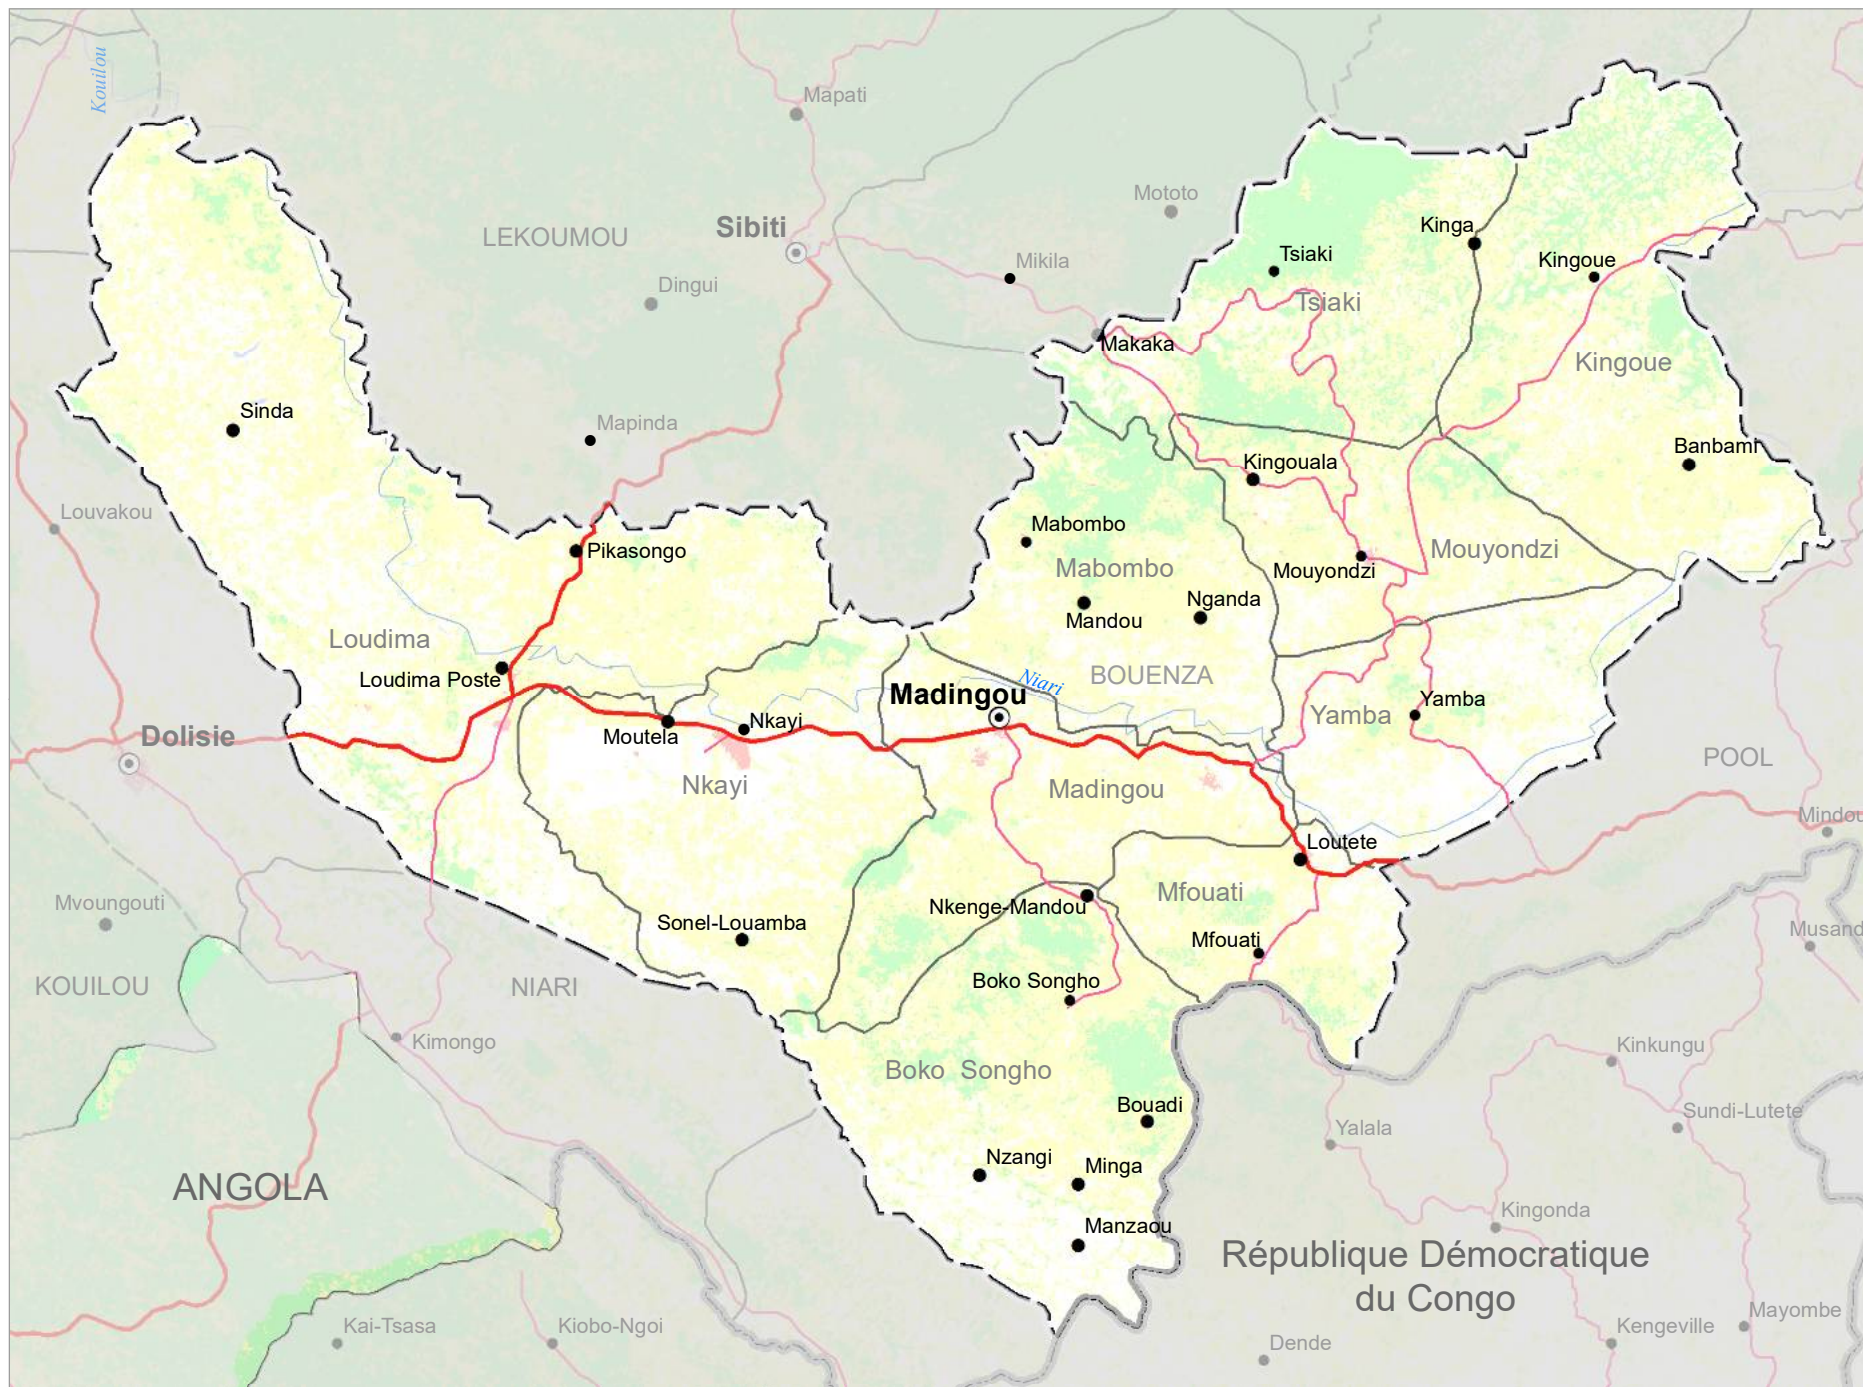 Kouilou
Mapati
Mototo
Sibiti
LEKOUMOU
Kinga
Tsiaki
Kingoue
Mikila
Dingui
Tsiaki
Makaka
Kingoue
Sinda
Mapinda
Banbami
Kingouala
Louvakou
Mabombo
Pikasongo
Mouyondzi
Mabombo
Mouyondzi
Nganda
Mandou
Loudima
BOUENZA
Niari
Loudima Poste
Madingou
Yamba
Yamba
Nkayi
Dolisie
Moutela
POOL
Nkayi
Madingou
Mindou
Loutete
Mfouati
Mvoungouti
Nkenge-Mandou
Sonel-Louamba
Musand
Mfouati
Boko Songho
KOUILOU
NIARI
Kimongo
Kinkungu
Boko Songho
Bouadi
Sundi-Lutete
Yalala
Nzangi
Minga
ANGOLA
Kingonda
Manzaou
République Démocratique
du Congo
Mayombe
Kai-Tsasa
Kiobo-Ngoi
Kengeville
Dende